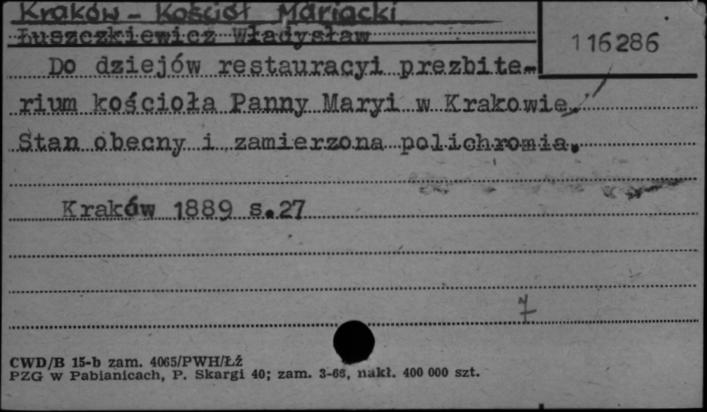 Kraków - Kościół Mariacki
Łuszczkiewicz Władysław
116286
Do dziejów restauracyi prezbite-
rium kościoła Panny Maryi w Krakowie.
Stan obecny i zamierzona polichromia.
Kraków 1889 s.27
7
CWD/B 15-b zam. 4065/PWH/Łź
PZG w Pabianicach, P. Skargi 40; zam. 3-66, nakł. 400 000 szt.